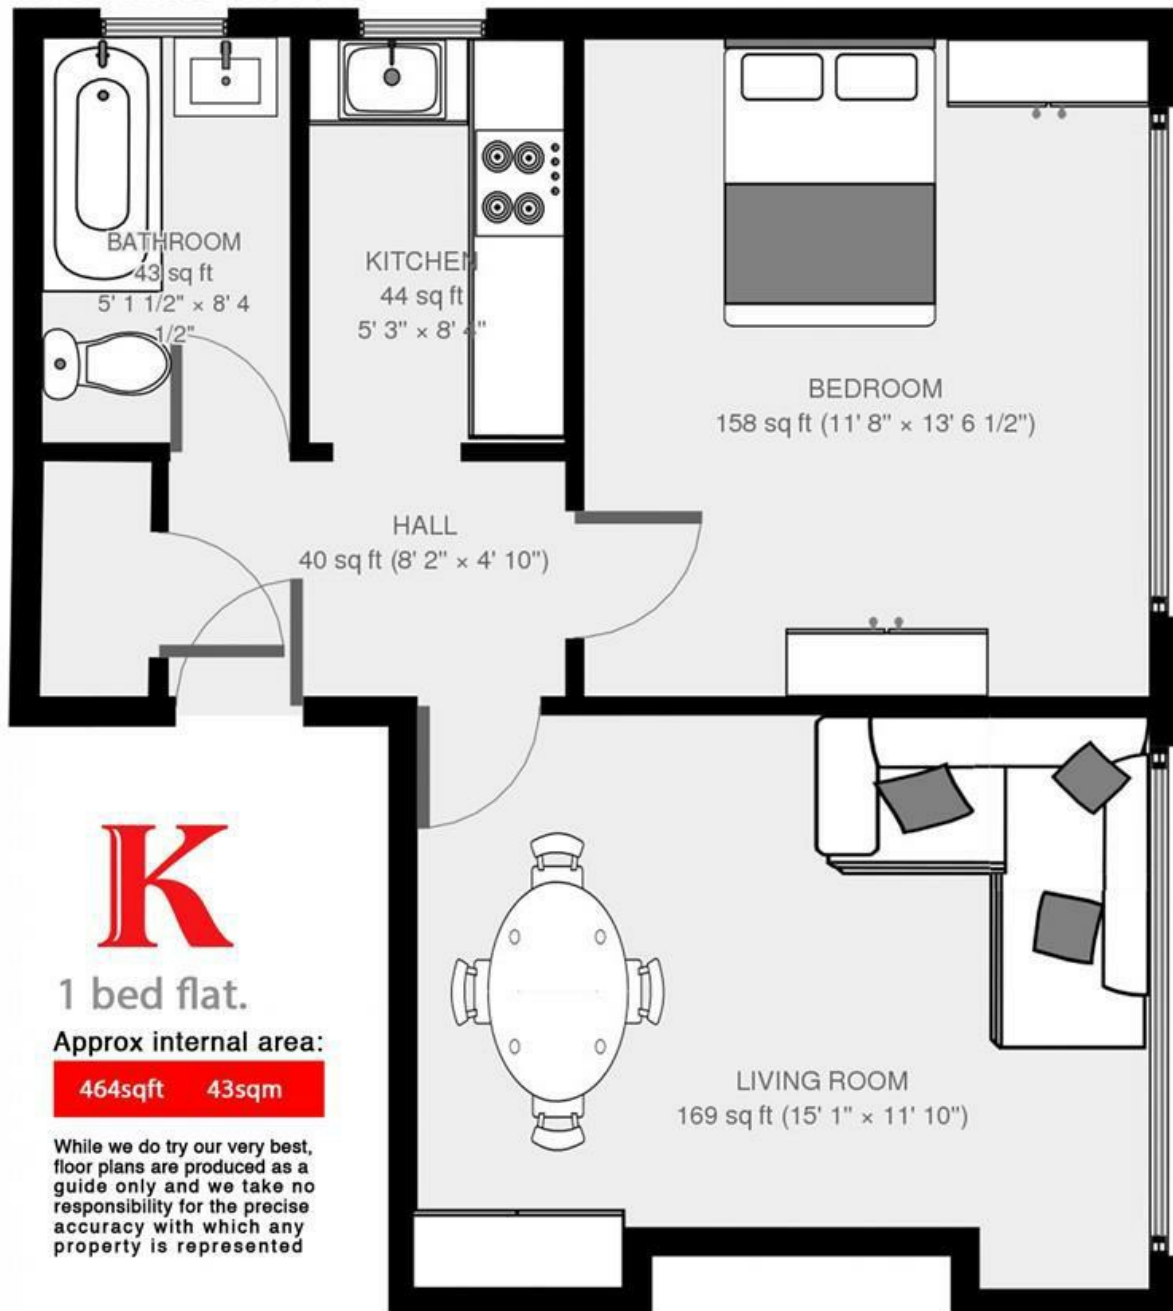 BATHROOM
43 sq ft
5' 1 1/2" × 8' 4
1/2"
KITCHEN
44 sq ft
5' 3" × 8' 4"
BEDROOM
158 sq ft (11' 8" × 13' 6 1/2")
HALL
40 sq ft (8' 2" × 4' 10")
LIVING ROOM
169 sq ft (15' 1" × 11' 10")
K
1 bed flat.
Approx internal area:
464sqft 43sqm
While we do try our very best,
floor plans are produced as a
guide only and we take no
responsibility for the precise
accuracy with which any
property is represented